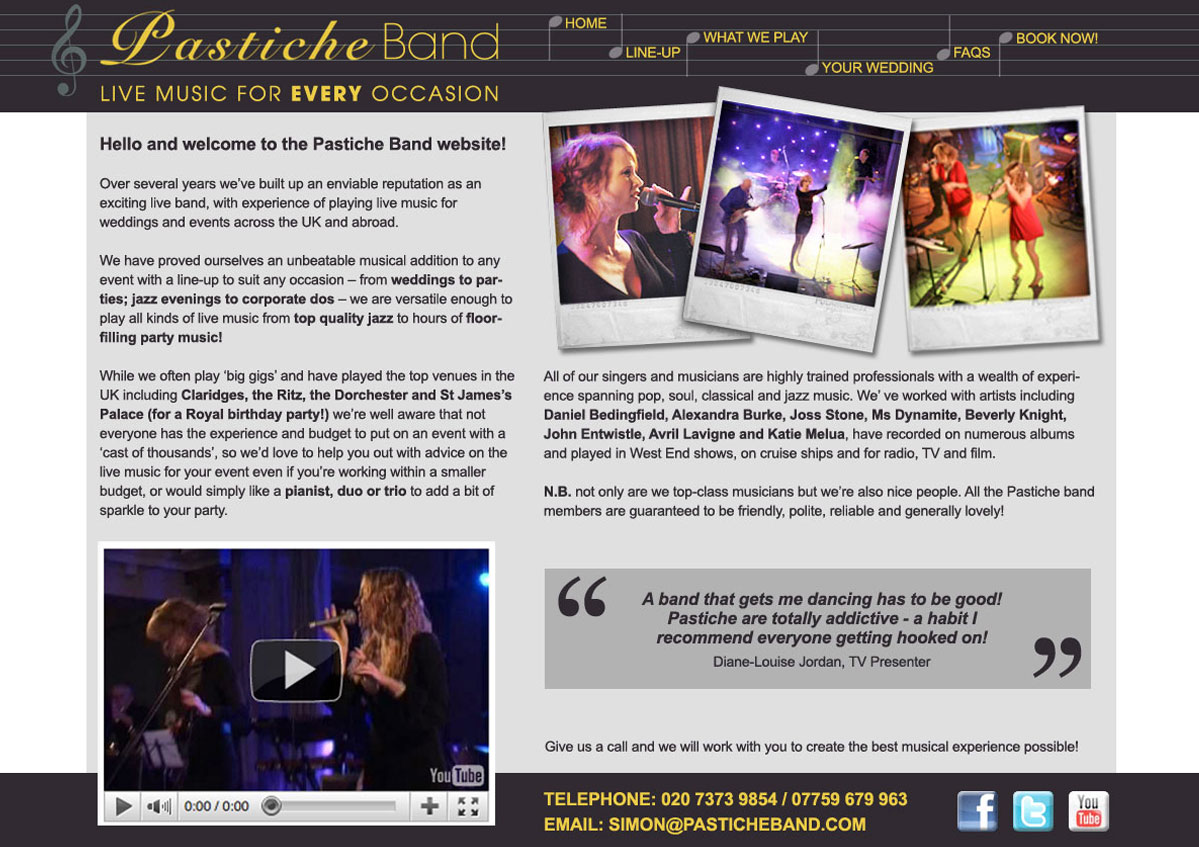 Pastiche Band
LIVE MUSIC FOR EVERY OCCASION
HOME
LINE-UP
WHAT WE PLAY
YOUR WEDDING
FAQS
BOOK NOW!
Hello and welcome to the Pastiche Band website!
Over several years we've built up an enviable reputation as an
exciting live band, with experience of playing live music for
weddings and events across the UK and abroad.
We have proved ourselves an unbeatable musical addition to any
event with a line-up to suit any occasion – from weddings to par-
ties; jazz evenings to corporate dos – we are versatile enough to
play all kinds of live music from top quality jazz to hours of floor-
filling party music!
While we often play 'big gigs' and have played the top venues in the
UK including Claridges, the Ritz, the Dorchester and St James's
Palace (for a Royal birthday party!) we're well aware that not
everyone has the experience and budget to put on an event with a
'cast of thousands', so we'd love to help you out with advice on the
live music for your event even if you're working within a smaller
budget, or would simply like a pianist, duo or trio to add a bit of
sparkle to your party.
YouTube
0:00 / 0:00
All of our singers and musicians are highly trained professionals with a wealth of experi-
ence spanning pop, soul, classical and jazz music. We' ve worked with artists including
Daniel Bedingfield, Alexandra Burke, Joss Stone, Ms Dynamite, Beverly Knight,
John Entwistle, Avril Lavigne and Katie Melua, have recorded on numerous albums
and played in West End shows, on cruise ships and for radio, TV and film.
N.B. not only are we top-class musicians but we're also nice people. All the Pastiche band
members are guaranteed to be friendly, polite, reliable and generally lovely!
“ A band that gets me dancing has to be good!
Pastiche are totally addictive - a habit I
recommend everyone getting hooked on! ”
Diane-Louise Jordan, TV Presenter
Give us a call and we will work with you to create the best musical experience possible!
TELEPHONE: 020 7373 9854 / 07759 679 963
EMAIL: SIMON@PASTICHEBAND.COM
f
t
You
Tube